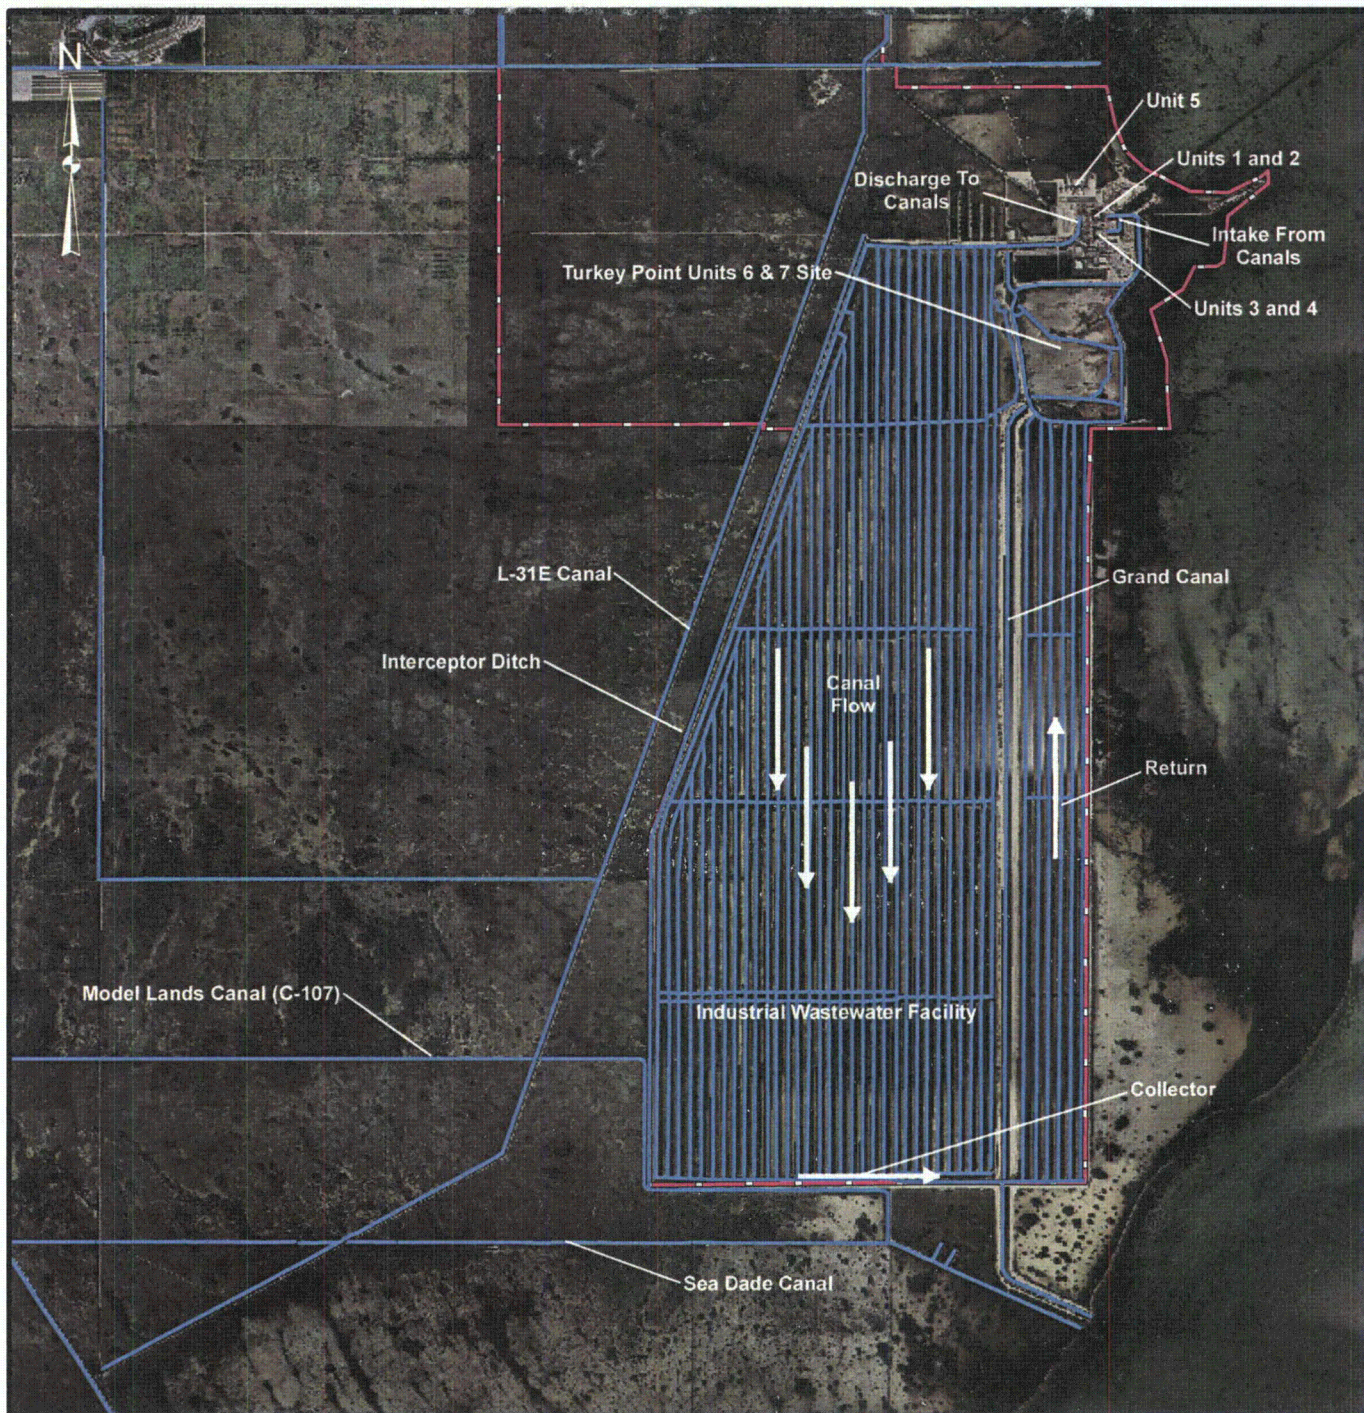 N
Unit 5
Units 1 and 2
Discharge To
Canals
Intake From
Canals
Turkey Point Units 6 & 7 Site
Units 3 and 4
L-31E Canal
Grand Canal
Interceptor Ditch
Canal
Flow
Return
Model Lands Canal (C-107)
Industrial Wastewater Facility
Collector
Sea Dade Canal